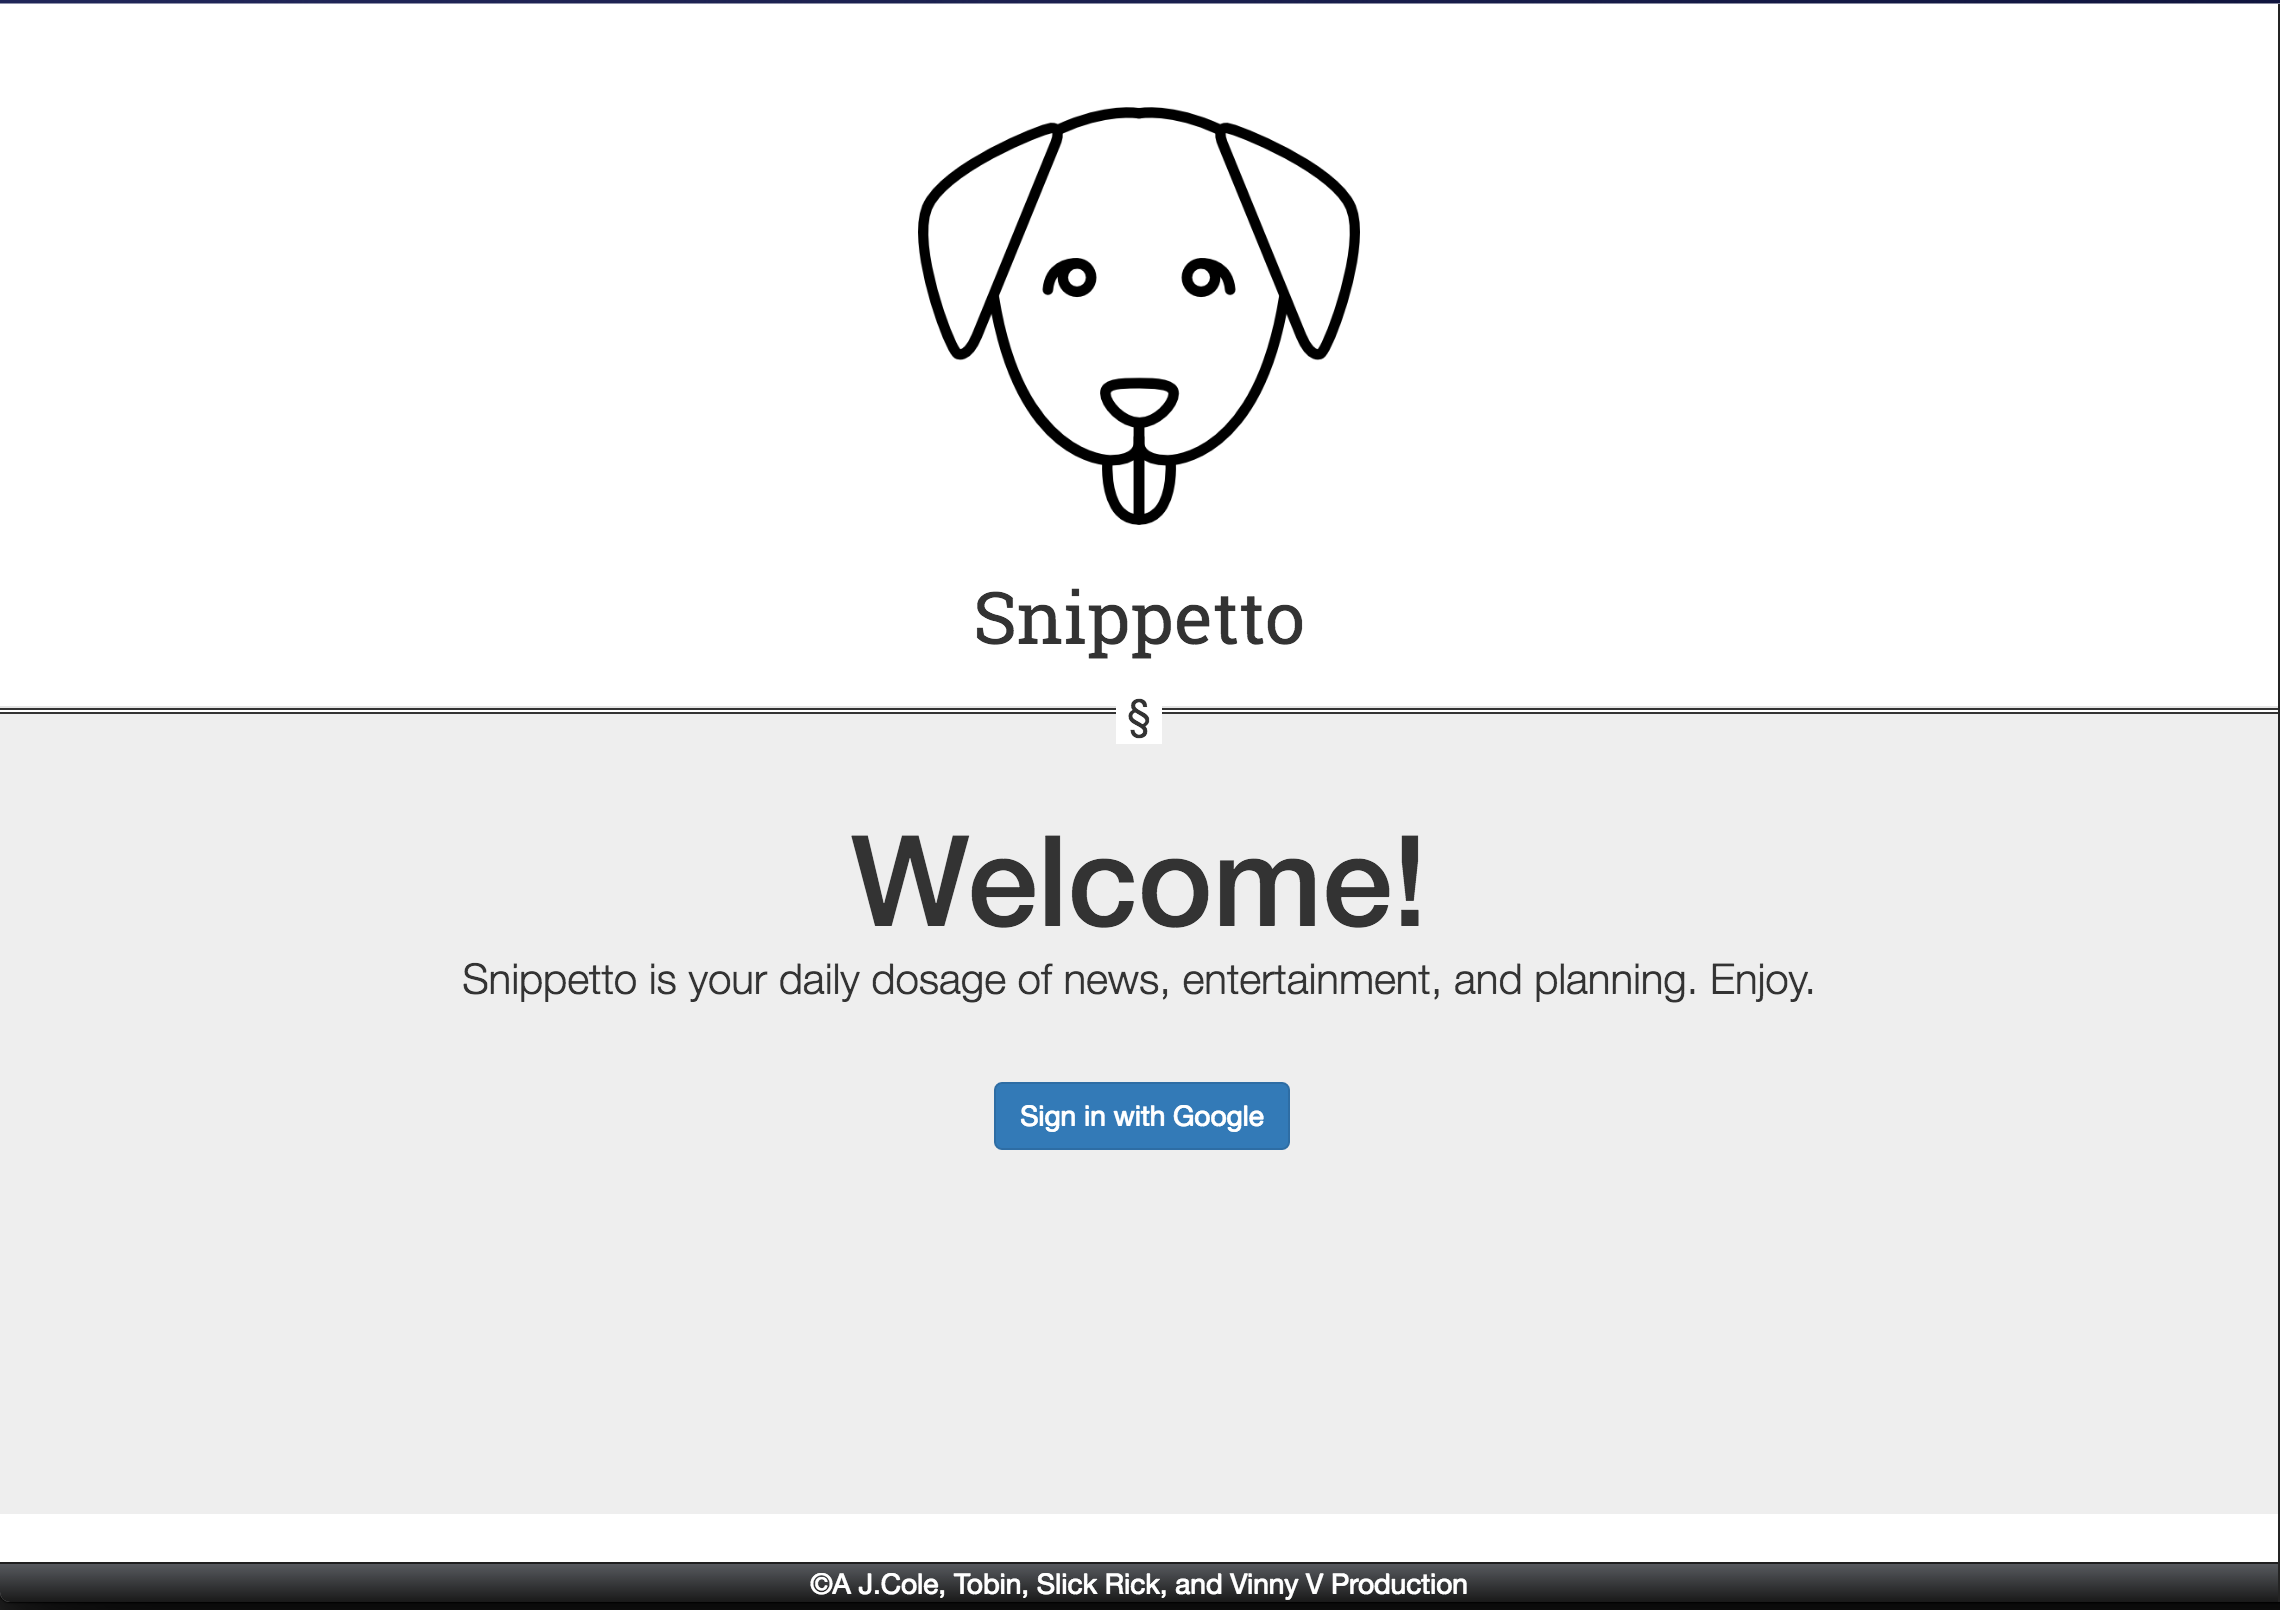 Snippetto
§
Welcome!
Snippetto is your daily dosage of news, entertainment, and planning. Enjoy.
Sign in with Google
©A J.Cole, Tobin, Slick Rick, and Vinny V Production